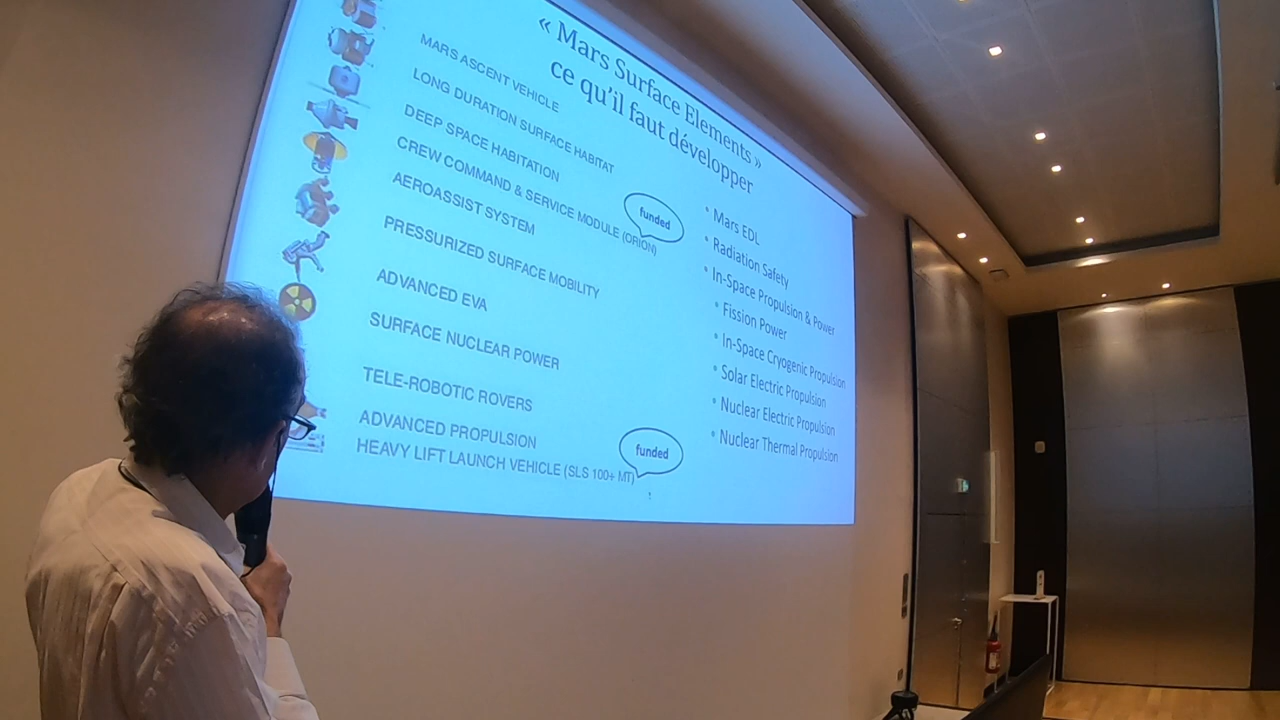 « Mars Surface Elements »
ce qu'il faut développer
MARS ASCENT VEHICLE
LONG DURATION SURFACE HABITAT
DEEP SPACE HABITATION
CREW COMMAND & SERVICE MODULE (ORION)
funded
AEROASSIST SYSTEM
PRESSURIZED SURFACE MOBILITY
ADVANCED EVA
SURFACE NUCLEAR POWER
TELE-ROBOTIC ROVERS
ADVANCED PROPULSION
HEAVY LIFT LAUNCH VEHICLE (SLS 100+ MT)
funded
• Mars EDL
• Radiation Safety
• In-Space Propulsion & Power
• Fission Power
• In-Space Cryogenic Propulsion
• Solar Electric Propulsion
• Nuclear Electric Propulsion
• Nuclear Thermal Propulsion